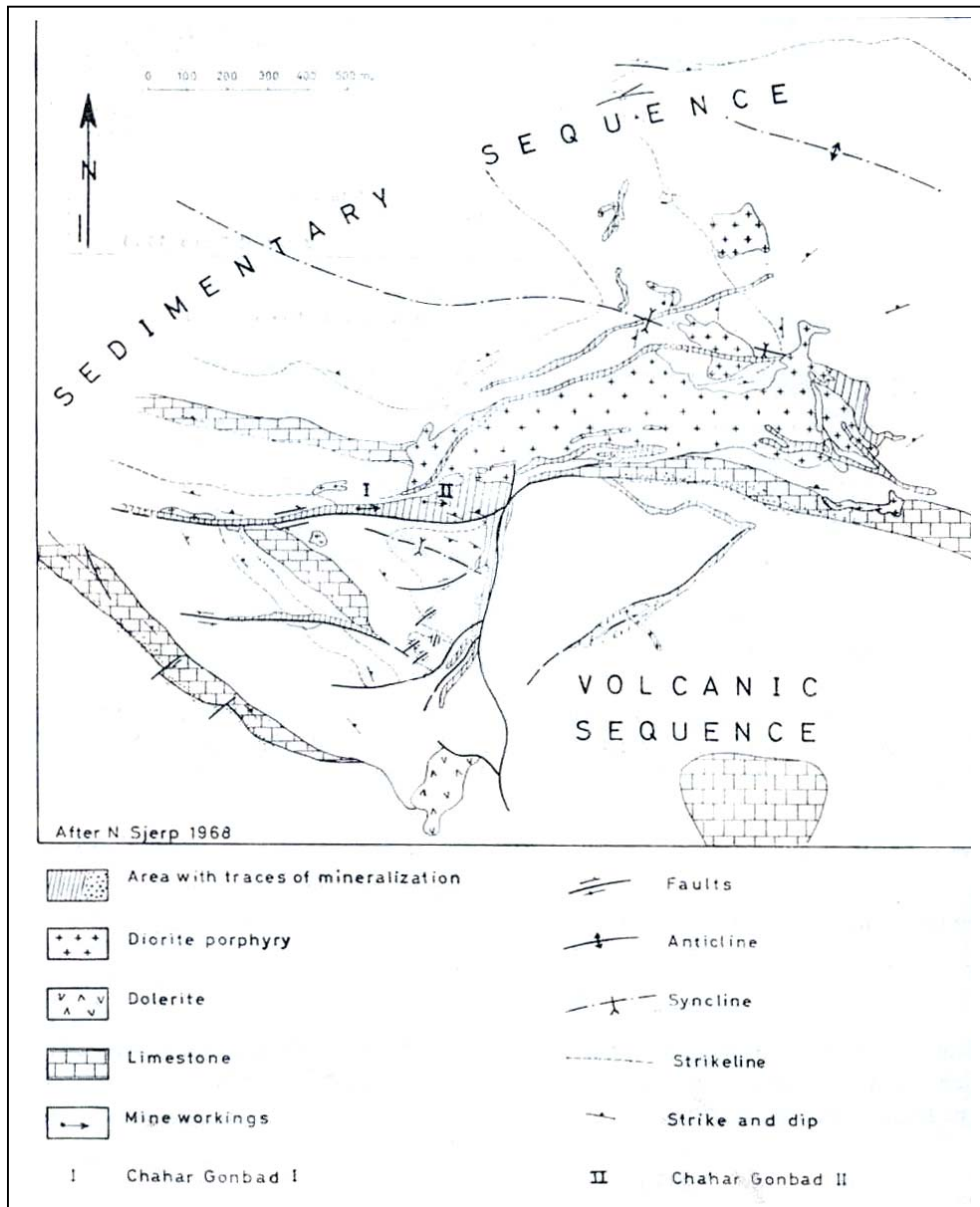 0 100 200 300 400 500 m.
N
SEDIMENTARY SEQUENCE
I
II
VOLCANIC
SEQUENCE
After N Sjerp 1968
Area with traces of mineralization
Faults
Diorite porphyry
Anticline
Dolerite
Syncline
Limestone
Strikeline
Mine workings
Strike and dip
I Chahar Gonbad I
II Chahar Gonbad II